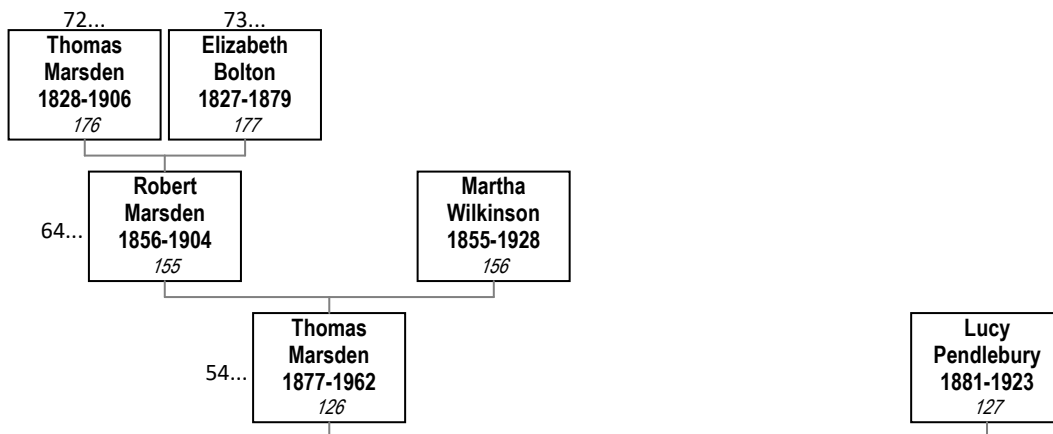 72...
73...
Thomas
Marsden
1828-1906
176
Elizabeth
Bolton
1827-1879
177
64...
Robert
Marsden
1856-1904
155
Martha
Wilkinson
1855-1928
156
54...
Thomas
Marsden
1877-1962
126
Lucy
Pendlebury
1881-1923
127